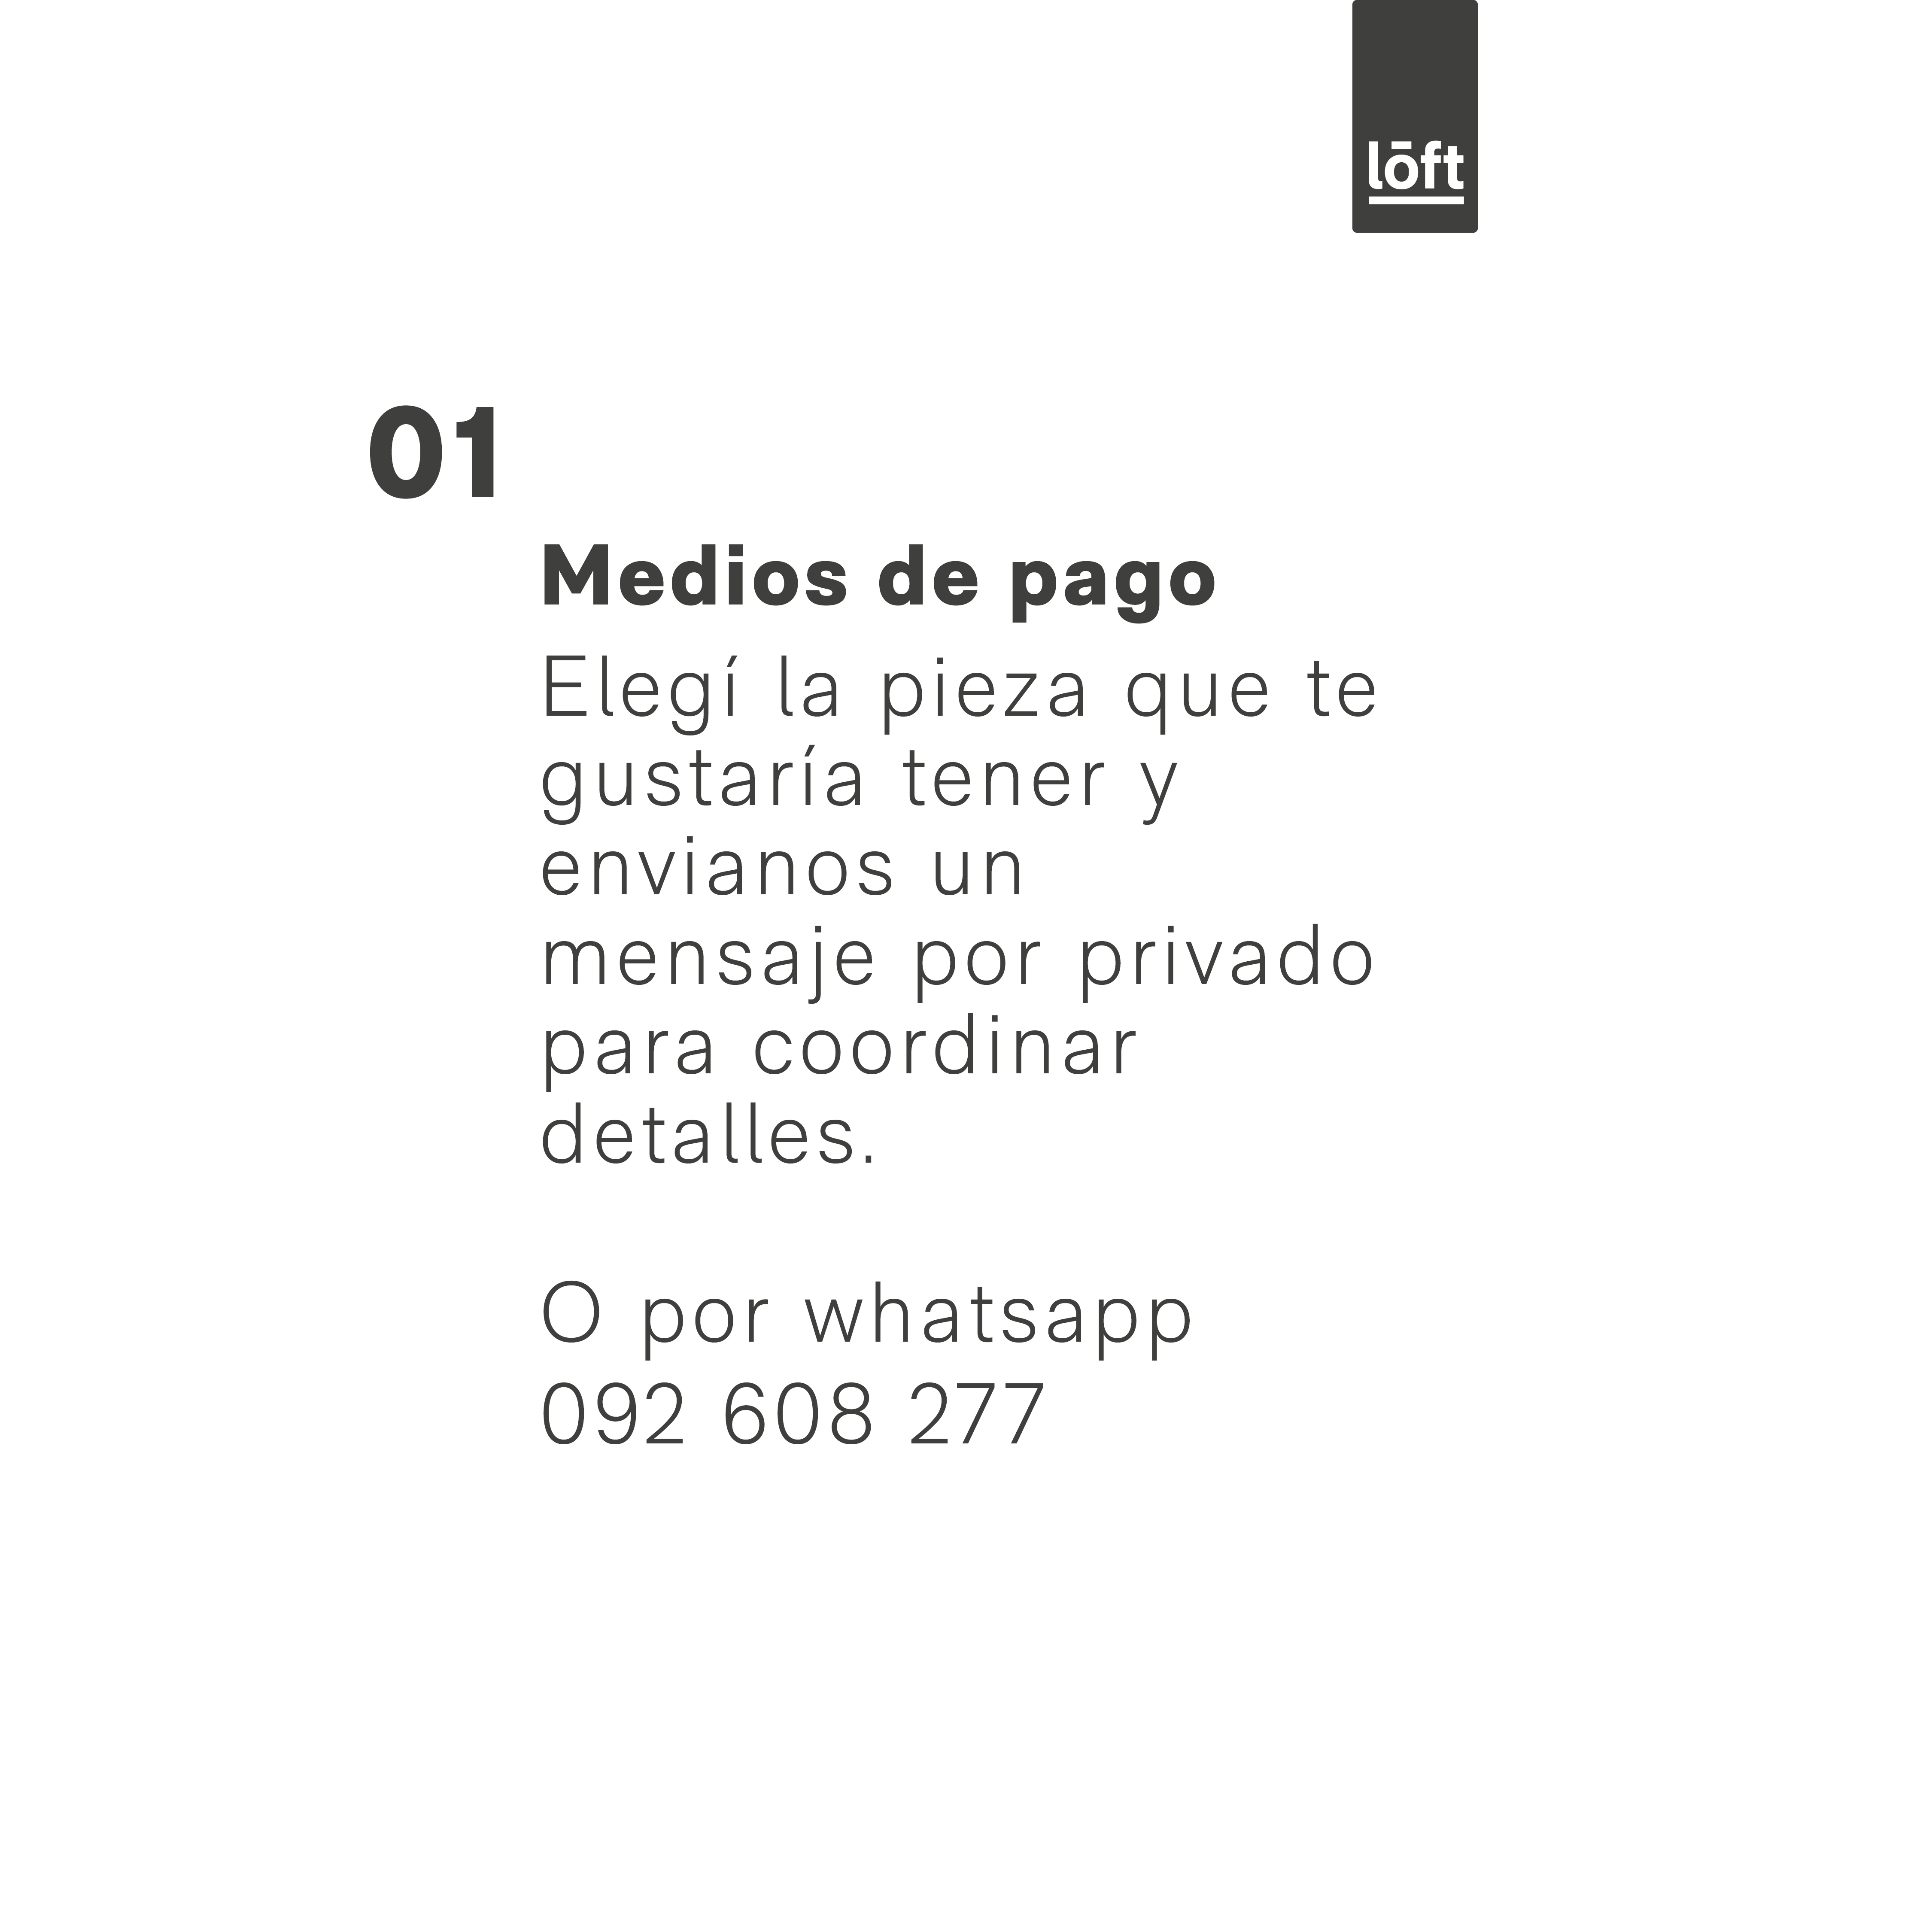 lōft
01
Medios de pago
Elegí la pieza que te
gustaría tener y
envianos un
mensaje por privado
para coordinar
detalles.
O por whatsapp
092 608 277